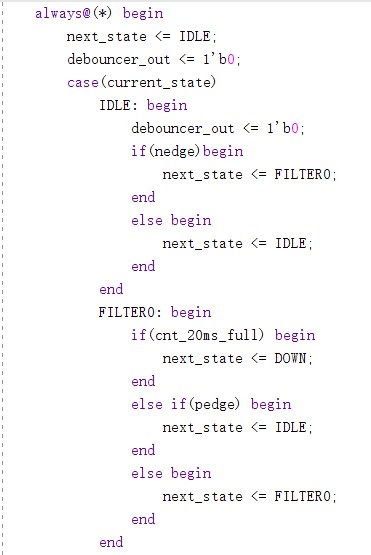 always@(*) begin
next_state <= IDLE;
debouncer_out <= 1'b0;
case(current_state)
IDLE: begin
debouncer_out <= 1'b0;
if(nedge)begin
next_state <= FILTER0;
end
else begin
next_state <= IDLE;
end
end
FILTER0: begin
if(cnt_20ms_full) begin
next_state <= DOWN;
end
else if(pedge) begin
next_state <= IDLE;
end
else begin
next_state <= FILTER0;
end
end